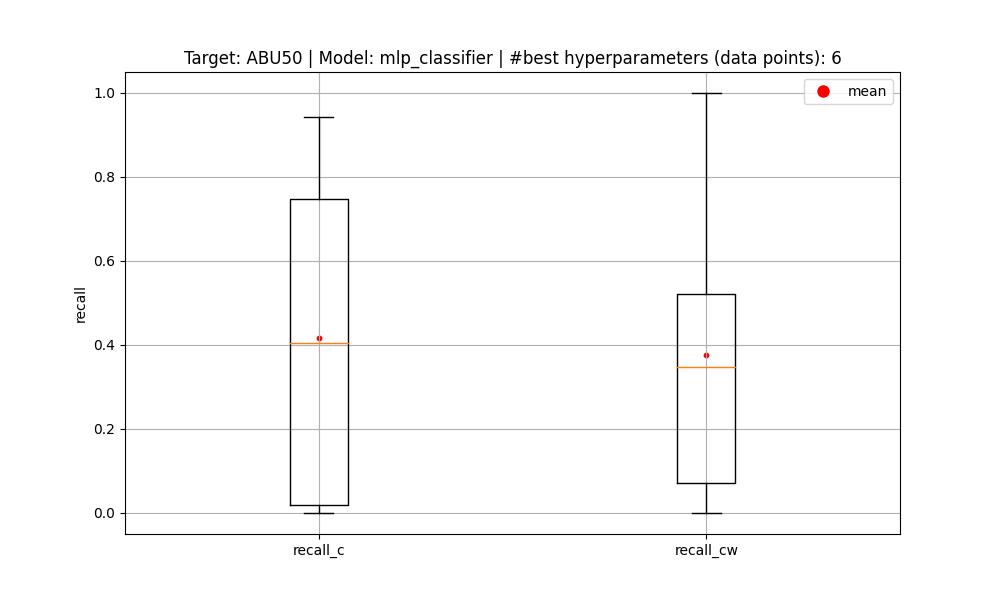 Target: ABU50 | Model: mlp_classifier | #best hyperparameters (data points): 6
mean
1.0
0.8
0.6
0.4
0.2
0.0
recall
recall_c
recall_cw